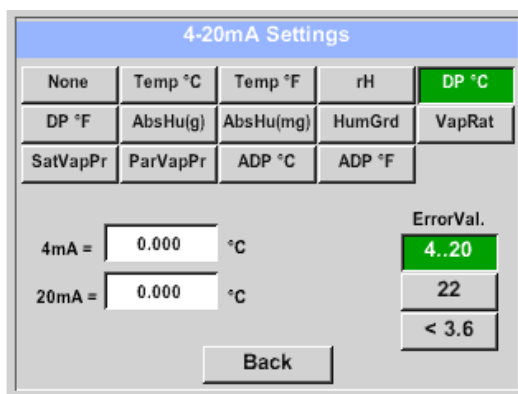 4-20mA Settings
None Temp °C Temp °F rH DP °C
DP °F AbsHu(g) AbsHu(mg) HumGrd VapRat
SatVapPr ParVapPr ADP °C ADP °F
ErrorVal.
4mA = 0.000 °C 4..20
20mA = 0.000 °C 22
< 3.6
Back